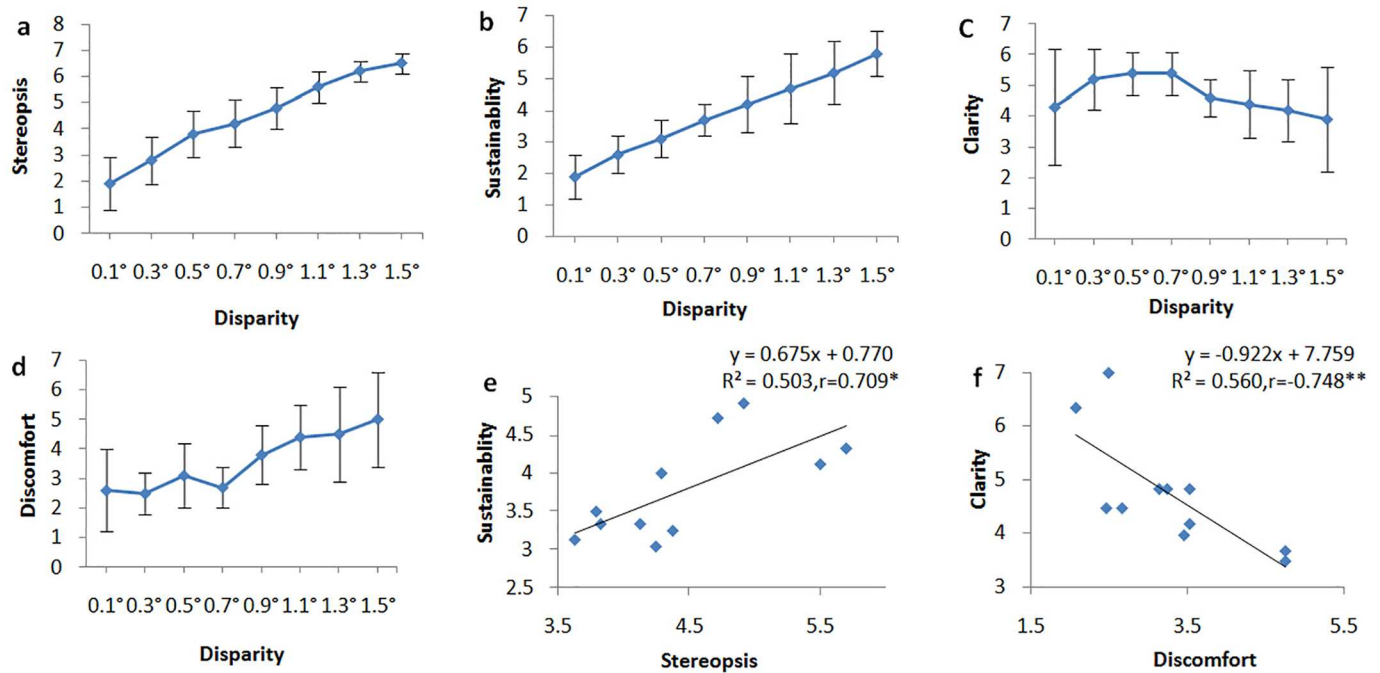 a
Stereopsis
8
7
6
5
4
3
2
1
0
0.1° 0.3° 0.5° 0.7° 0.9° 1.1° 1.3° 1.5°
Disparity
b
Sustainablity
7
6
5
4
3
2
1
0
0.1° 0.3° 0.5° 0.7° 0.9° 1.1° 1.3° 1.5°
Disparity
C
Clarity
7
6
5
4
3
2
1
0
0.1° 0.3° 0.5° 0.7° 0.9° 1.1° 1.3° 1.5°
Disparity
d
Discomfort
7
6
5
4
3
2
1
0
0.1° 0.3° 0.5° 0.7° 0.9° 1.1° 1.3° 1.5°
Disparity
e
y = 0.675x + 0.770
R² = 0.503,r=0.709*
Sustainablity
5
4.5
4
3.5
3
2.5
3.5 4.5 5.5
Stereopsis
f
y = -0.922x + 7.759
R² = 0.560,r=-0.748**
Clarity
7
6
5
4
3
1.5 3.5 5.5
Discomfort